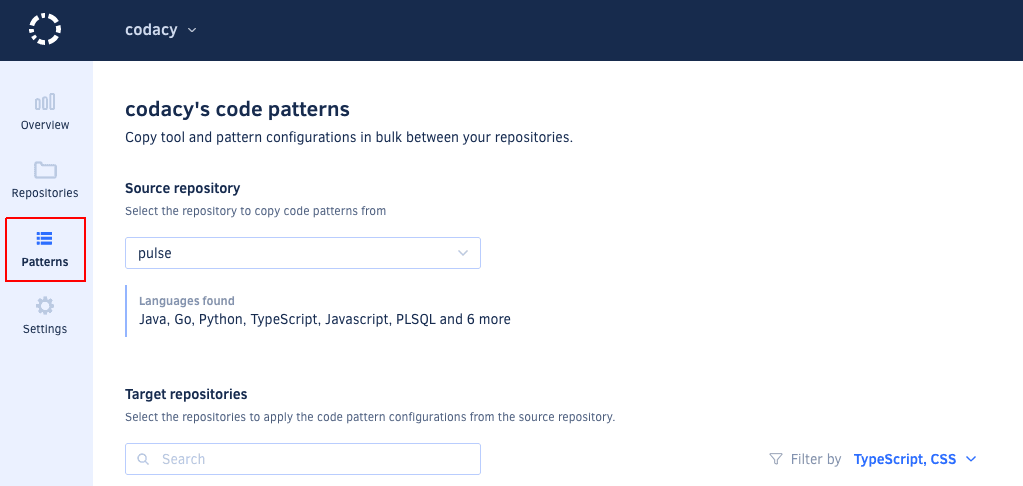 codacy
Overview
Repositories
Patterns
Settings
codacy's code patterns
Copy tool and pattern configurations in bulk between your repositories.
Source repository
Select the repository to copy code patterns from
pulse
Languages found
Java, Go, Python, TypeScript, Javascript, PLSQL and 6 more
Target repositories
Select the repositories to apply the code pattern configurations from the source repository.
Search
Filter by TypeScript, CSS